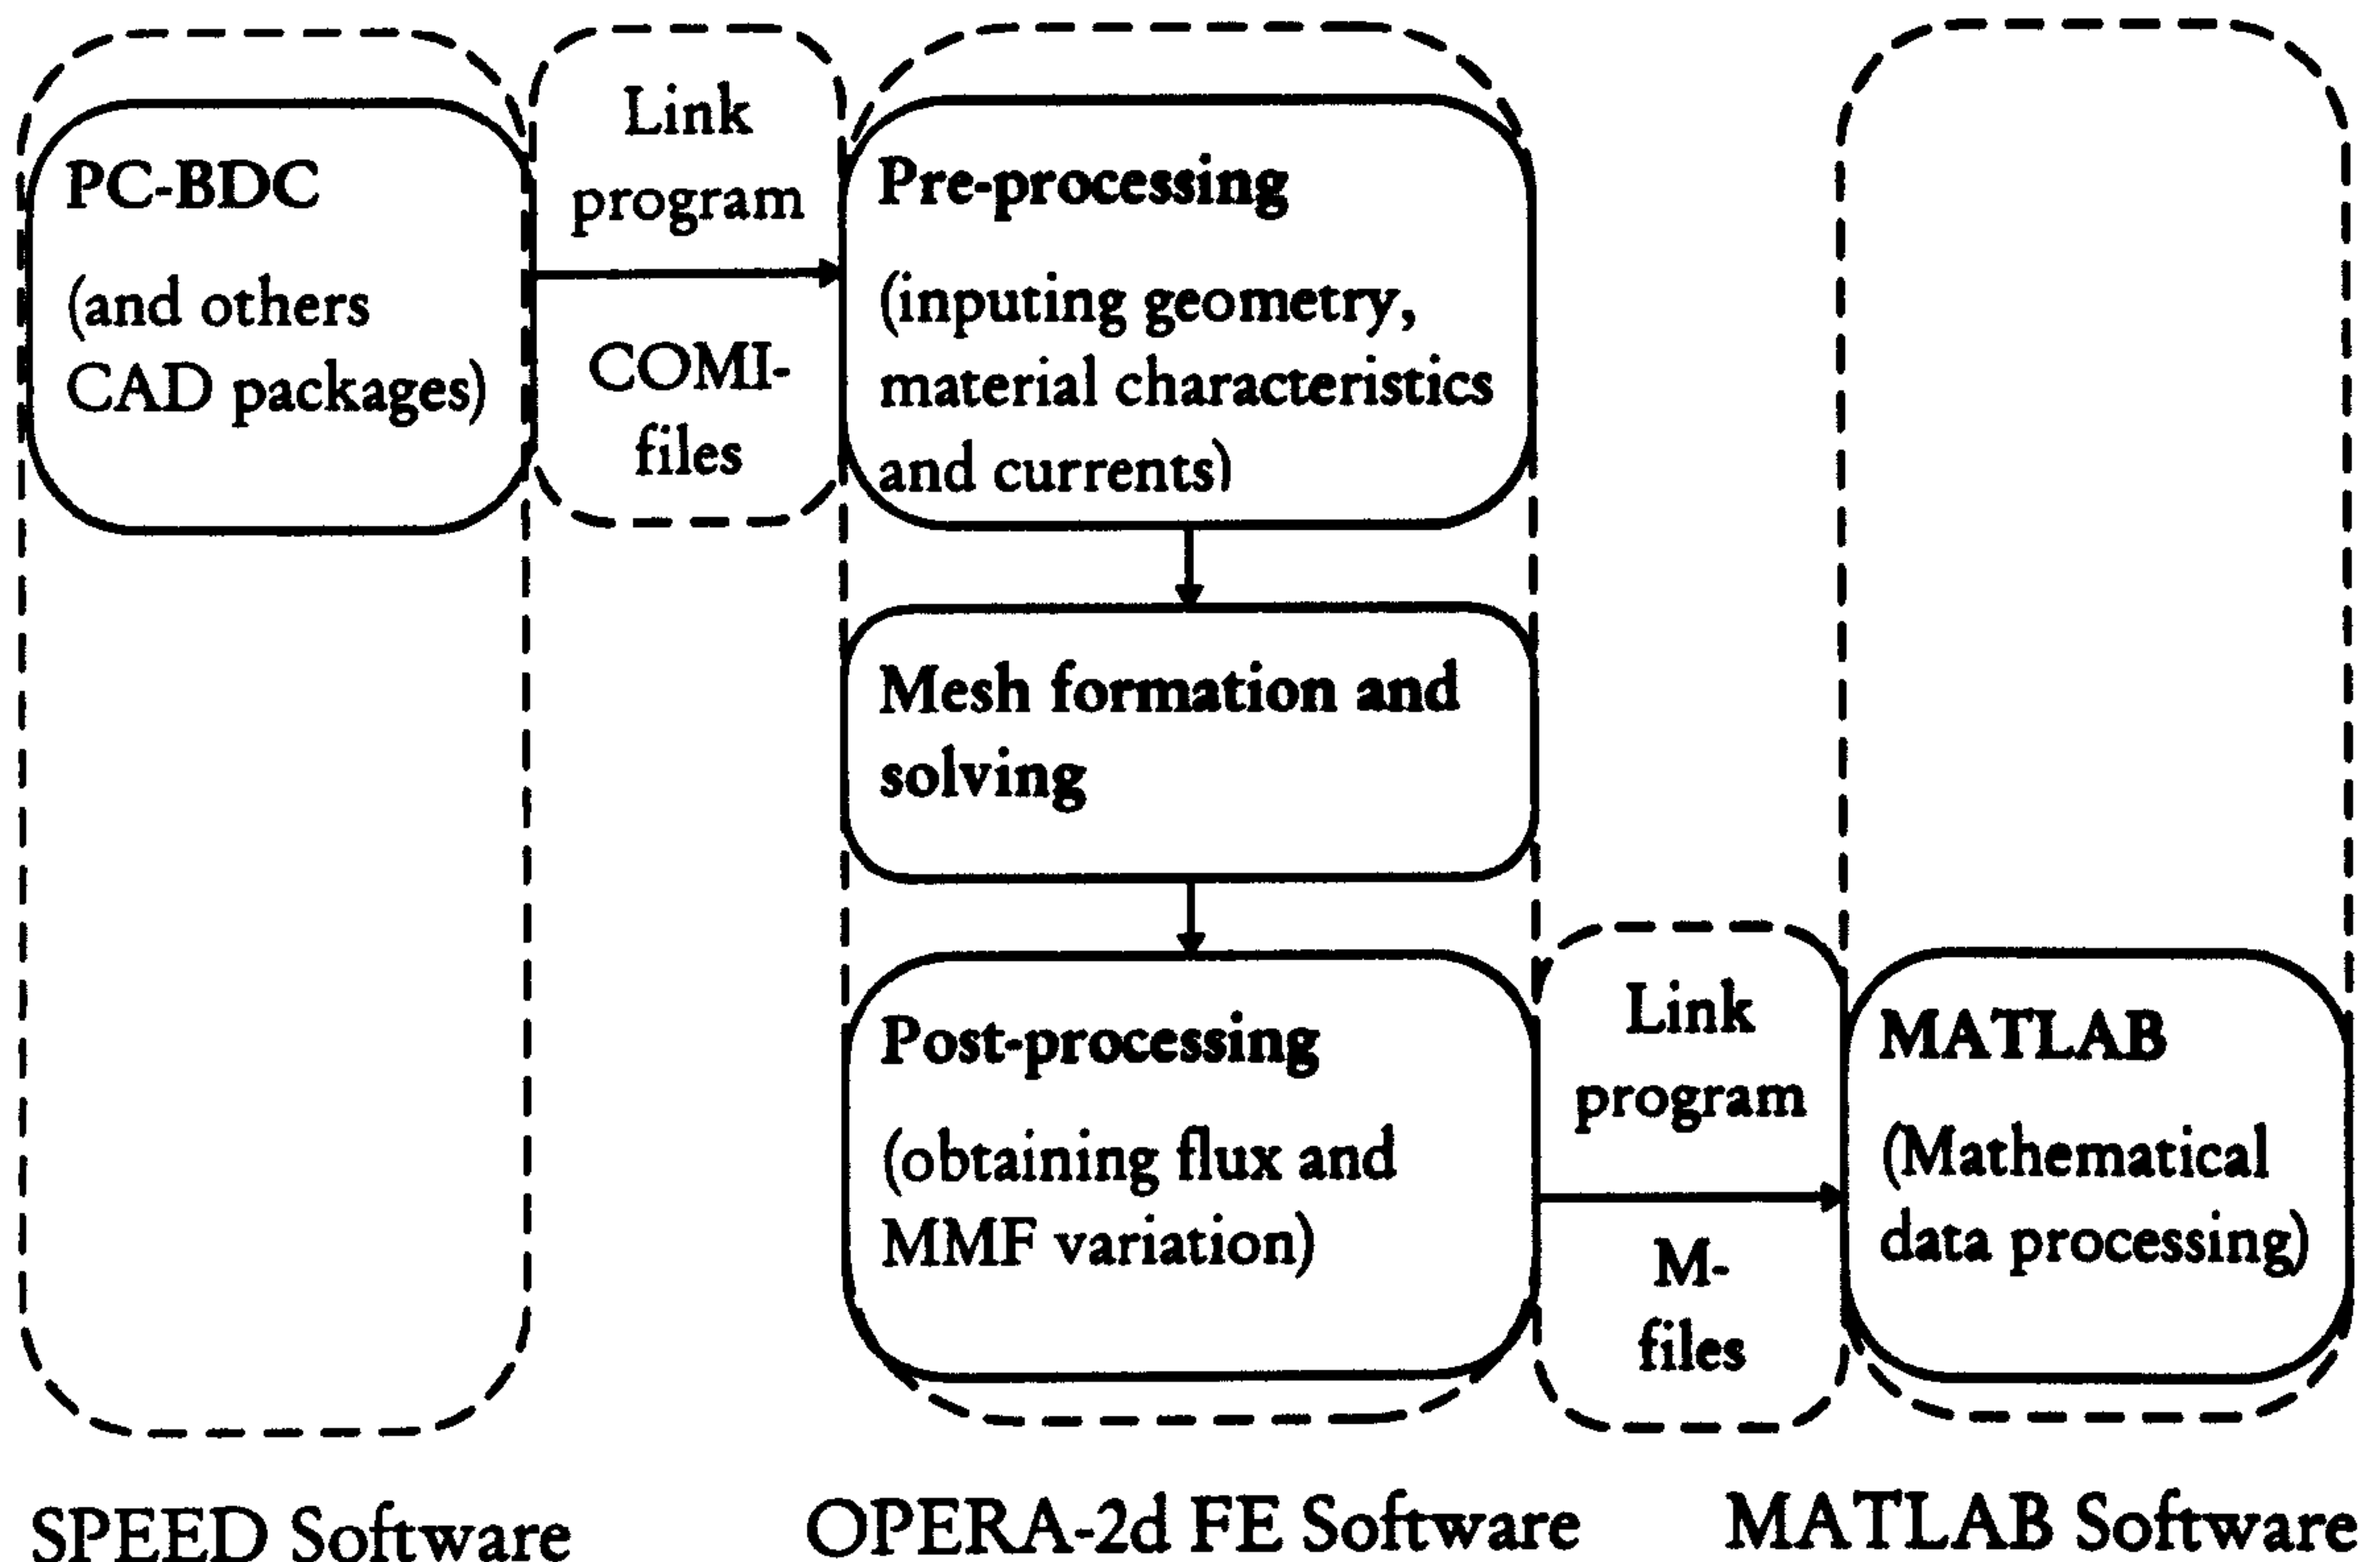 PC-BDC
(and others
CAD packages)
Link
program
COMI-
files
Pre-processing
(inputing geometry,
material characteristics
and currents)
Mesh formation and
solving
Post-processing
(obtaining flux and
MMF variation)
Link
program
M-
files
MATLAB
(Mathematical
data processing)
SPEED Software
OPERA-2d FE Software
MATLAB Software